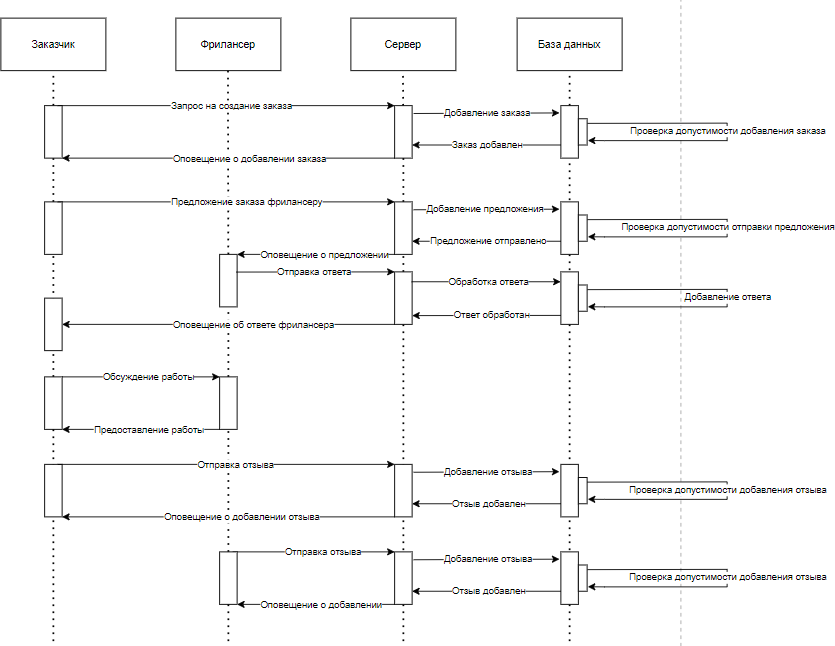 Заказчик
Фрилансер
Сервер
База данных
Запрос на создание заказа
Добавление заказа
Проверка допустимости добавления заказа
Заказ добавлен
Оповещение о добавлении заказа
Предложение заказа фрилансеру
Добавление предложения
Проверка допустимости отправки предложения
Предложение отправлено
Оповещение о предложении
Отправка ответа
Обработка ответа
Добавление ответа
Ответ обработан
Оповещение об ответе фрилансера
Обсуждение работы
Предоставление работы
Отправка отзыва
Добавление отзыва
Проверка допустимости добавления отзыва
Отзыв добавлен
Оповещение о добавлении отзыва
Отправка отзыва
Добавление отзыва
Проверка допустимости добавления отзыва
Отзыв добавлен
Оповещение о добавлении